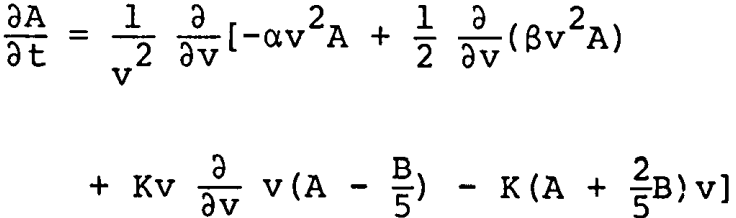 ∂A/∂t = 1/v² ∂/∂v[-αv²A + 1/2 ∂/∂v(βv²A)
+ Kv ∂/∂v v(A - B/5) - K(A + 2/5B)v]